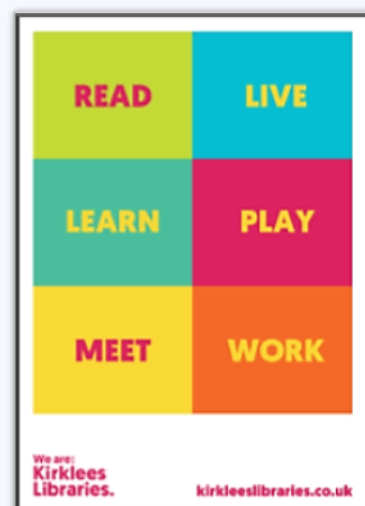 READ LIVE
LEARN PLAY
MEET WORK
We are:
Kirklees
Libraries.
kirkleeslibraries.co.uk